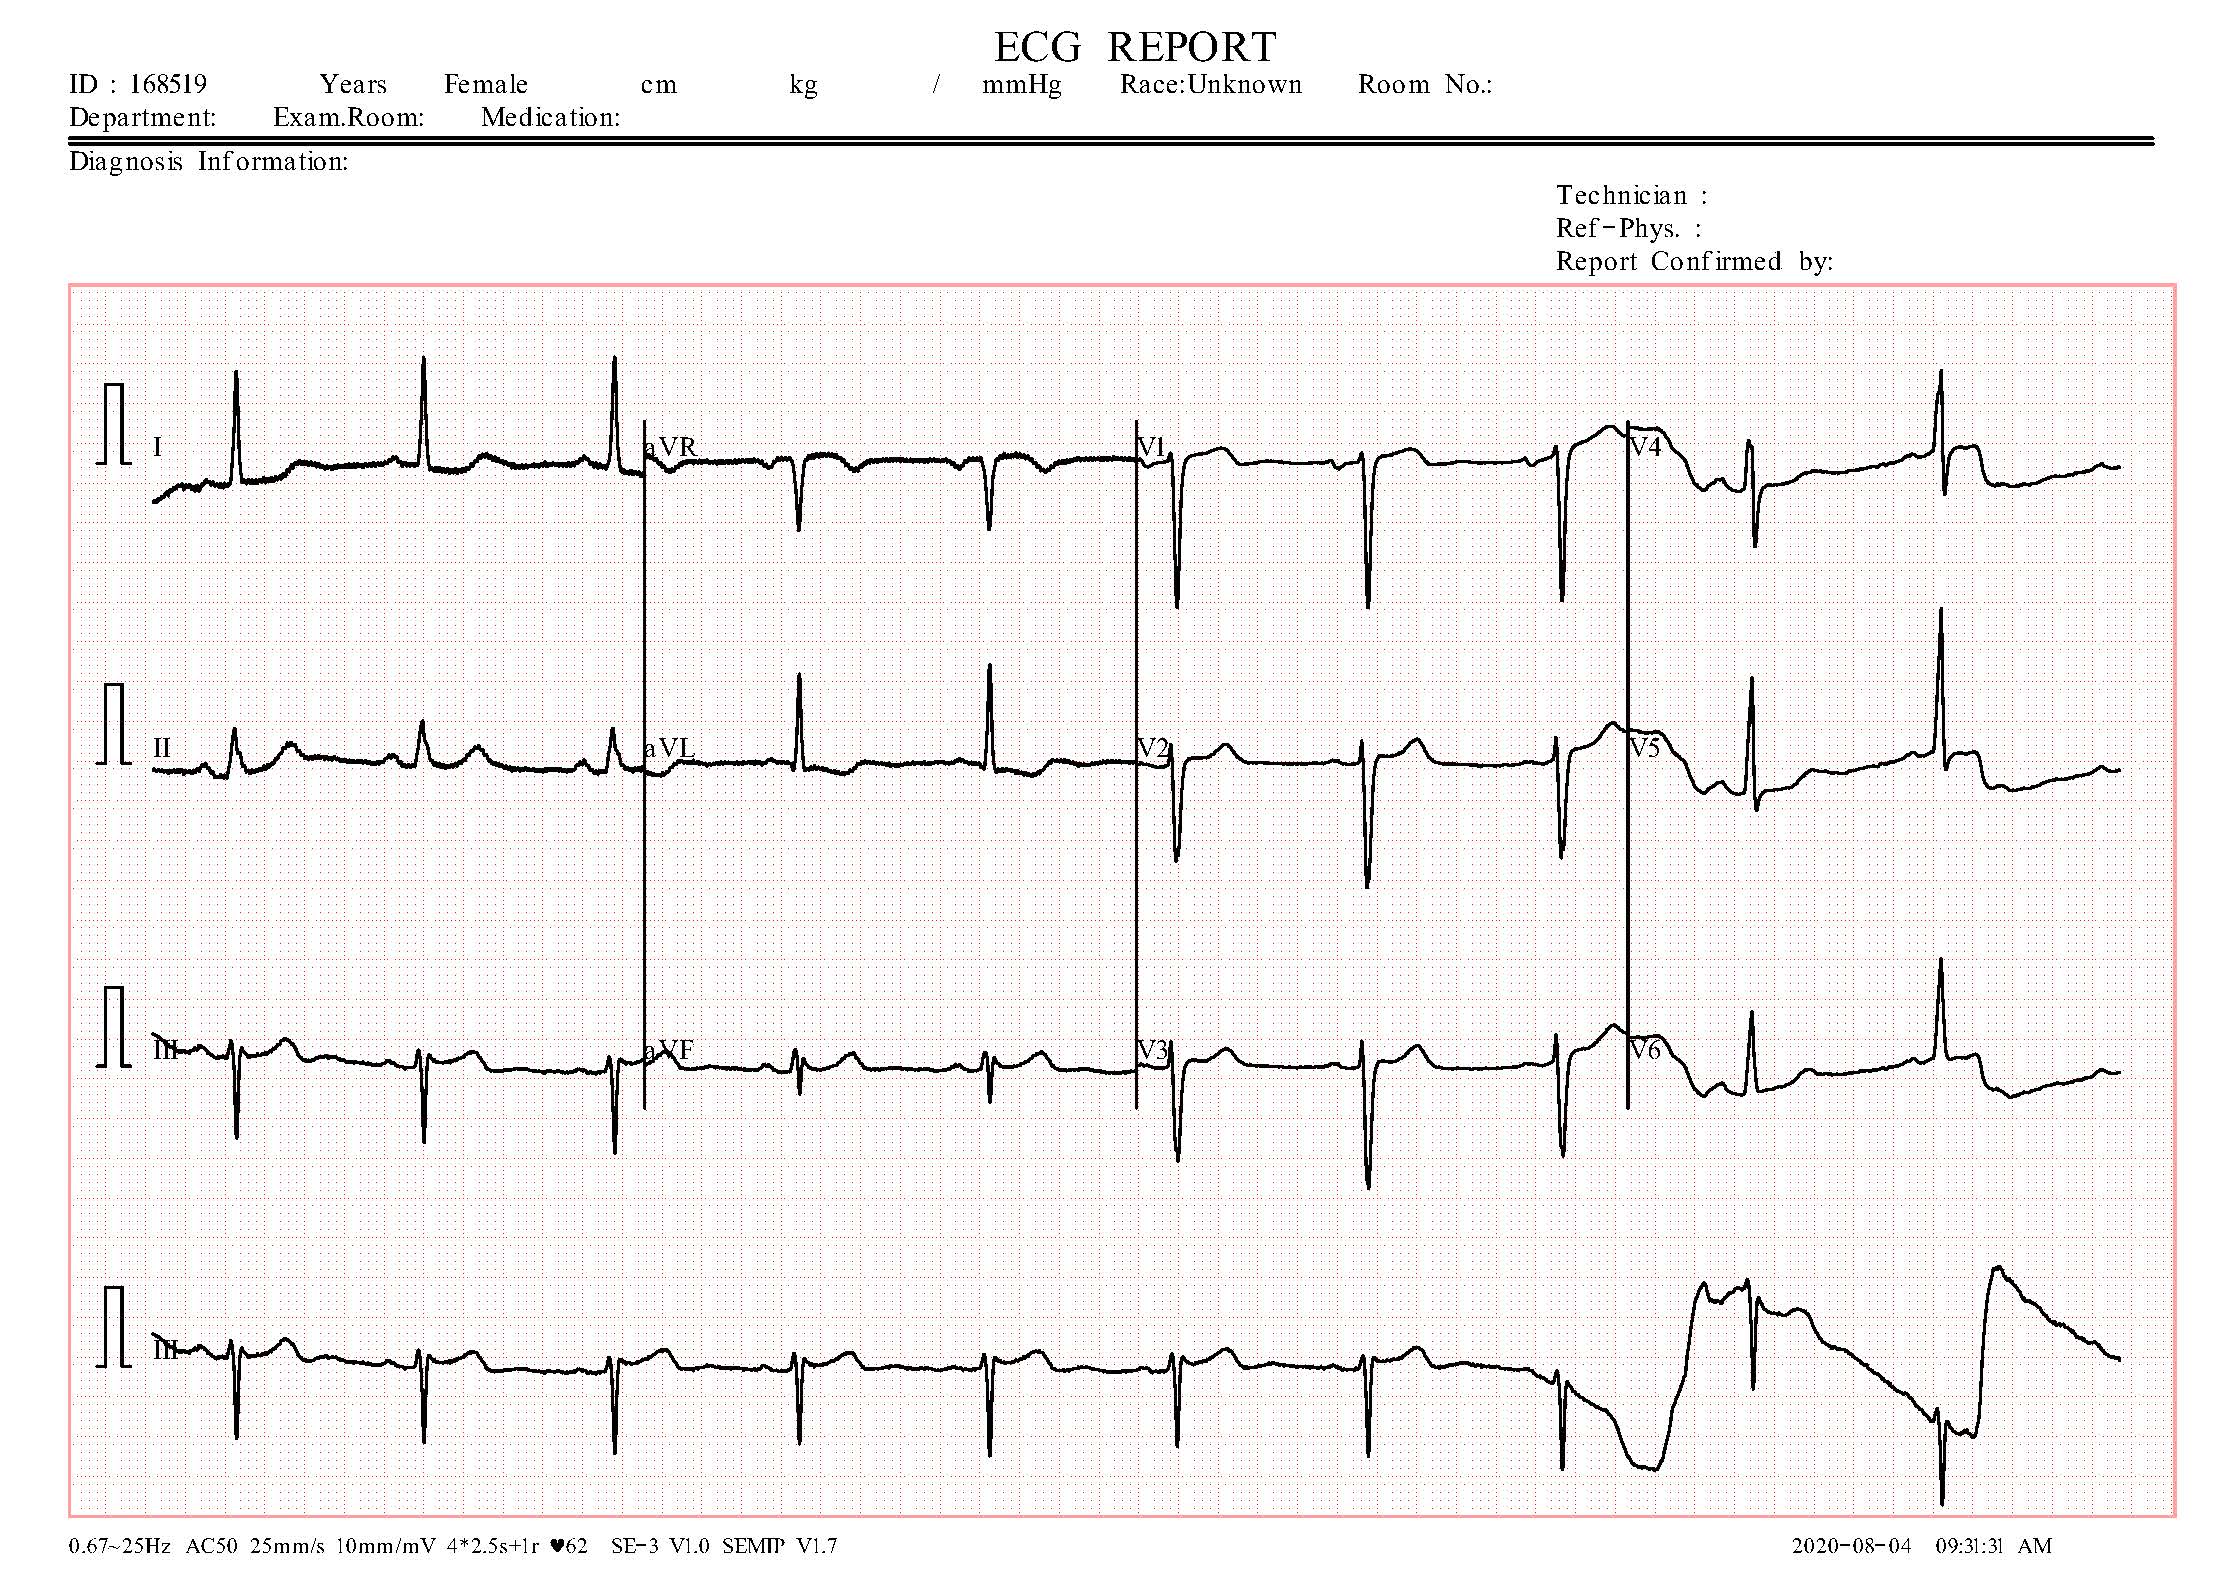 ECG REPORT
ID : 168519 Years Female cm kg / mmHg Race:Unknown Room No.:
Department: Exam.Room: Medication:
Diagnosis Information:
Technician :
Ref-Phys. :
Report Confirmed by:
I aVR V1 V4
II aVL V2 V5
III aVF V3 V6
III
0.67~25Hz AC50 25mm/s 10mm/mV 4*2.5s+1r ♥62 SE-3 V1.0 SEMIP V1.7 2020-08-04 09:31:31 AM